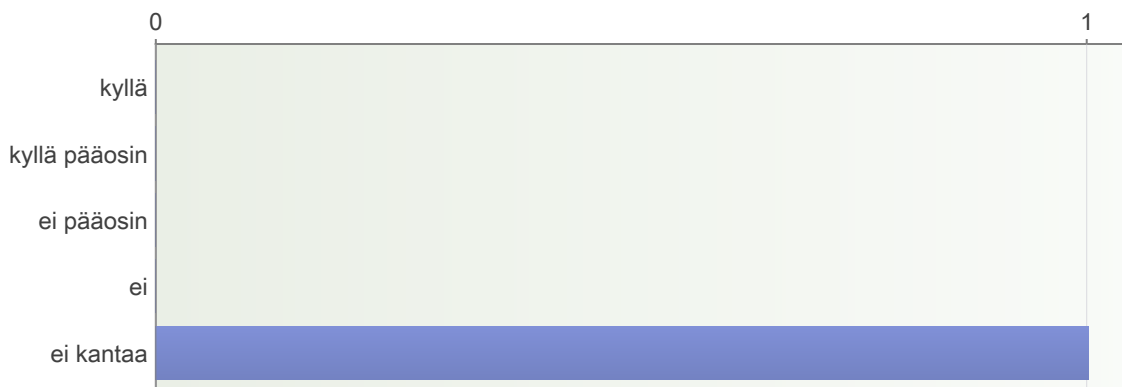 0 1
kyllä
kyllä pääosin
ei pääosin
ei
ei kantaa